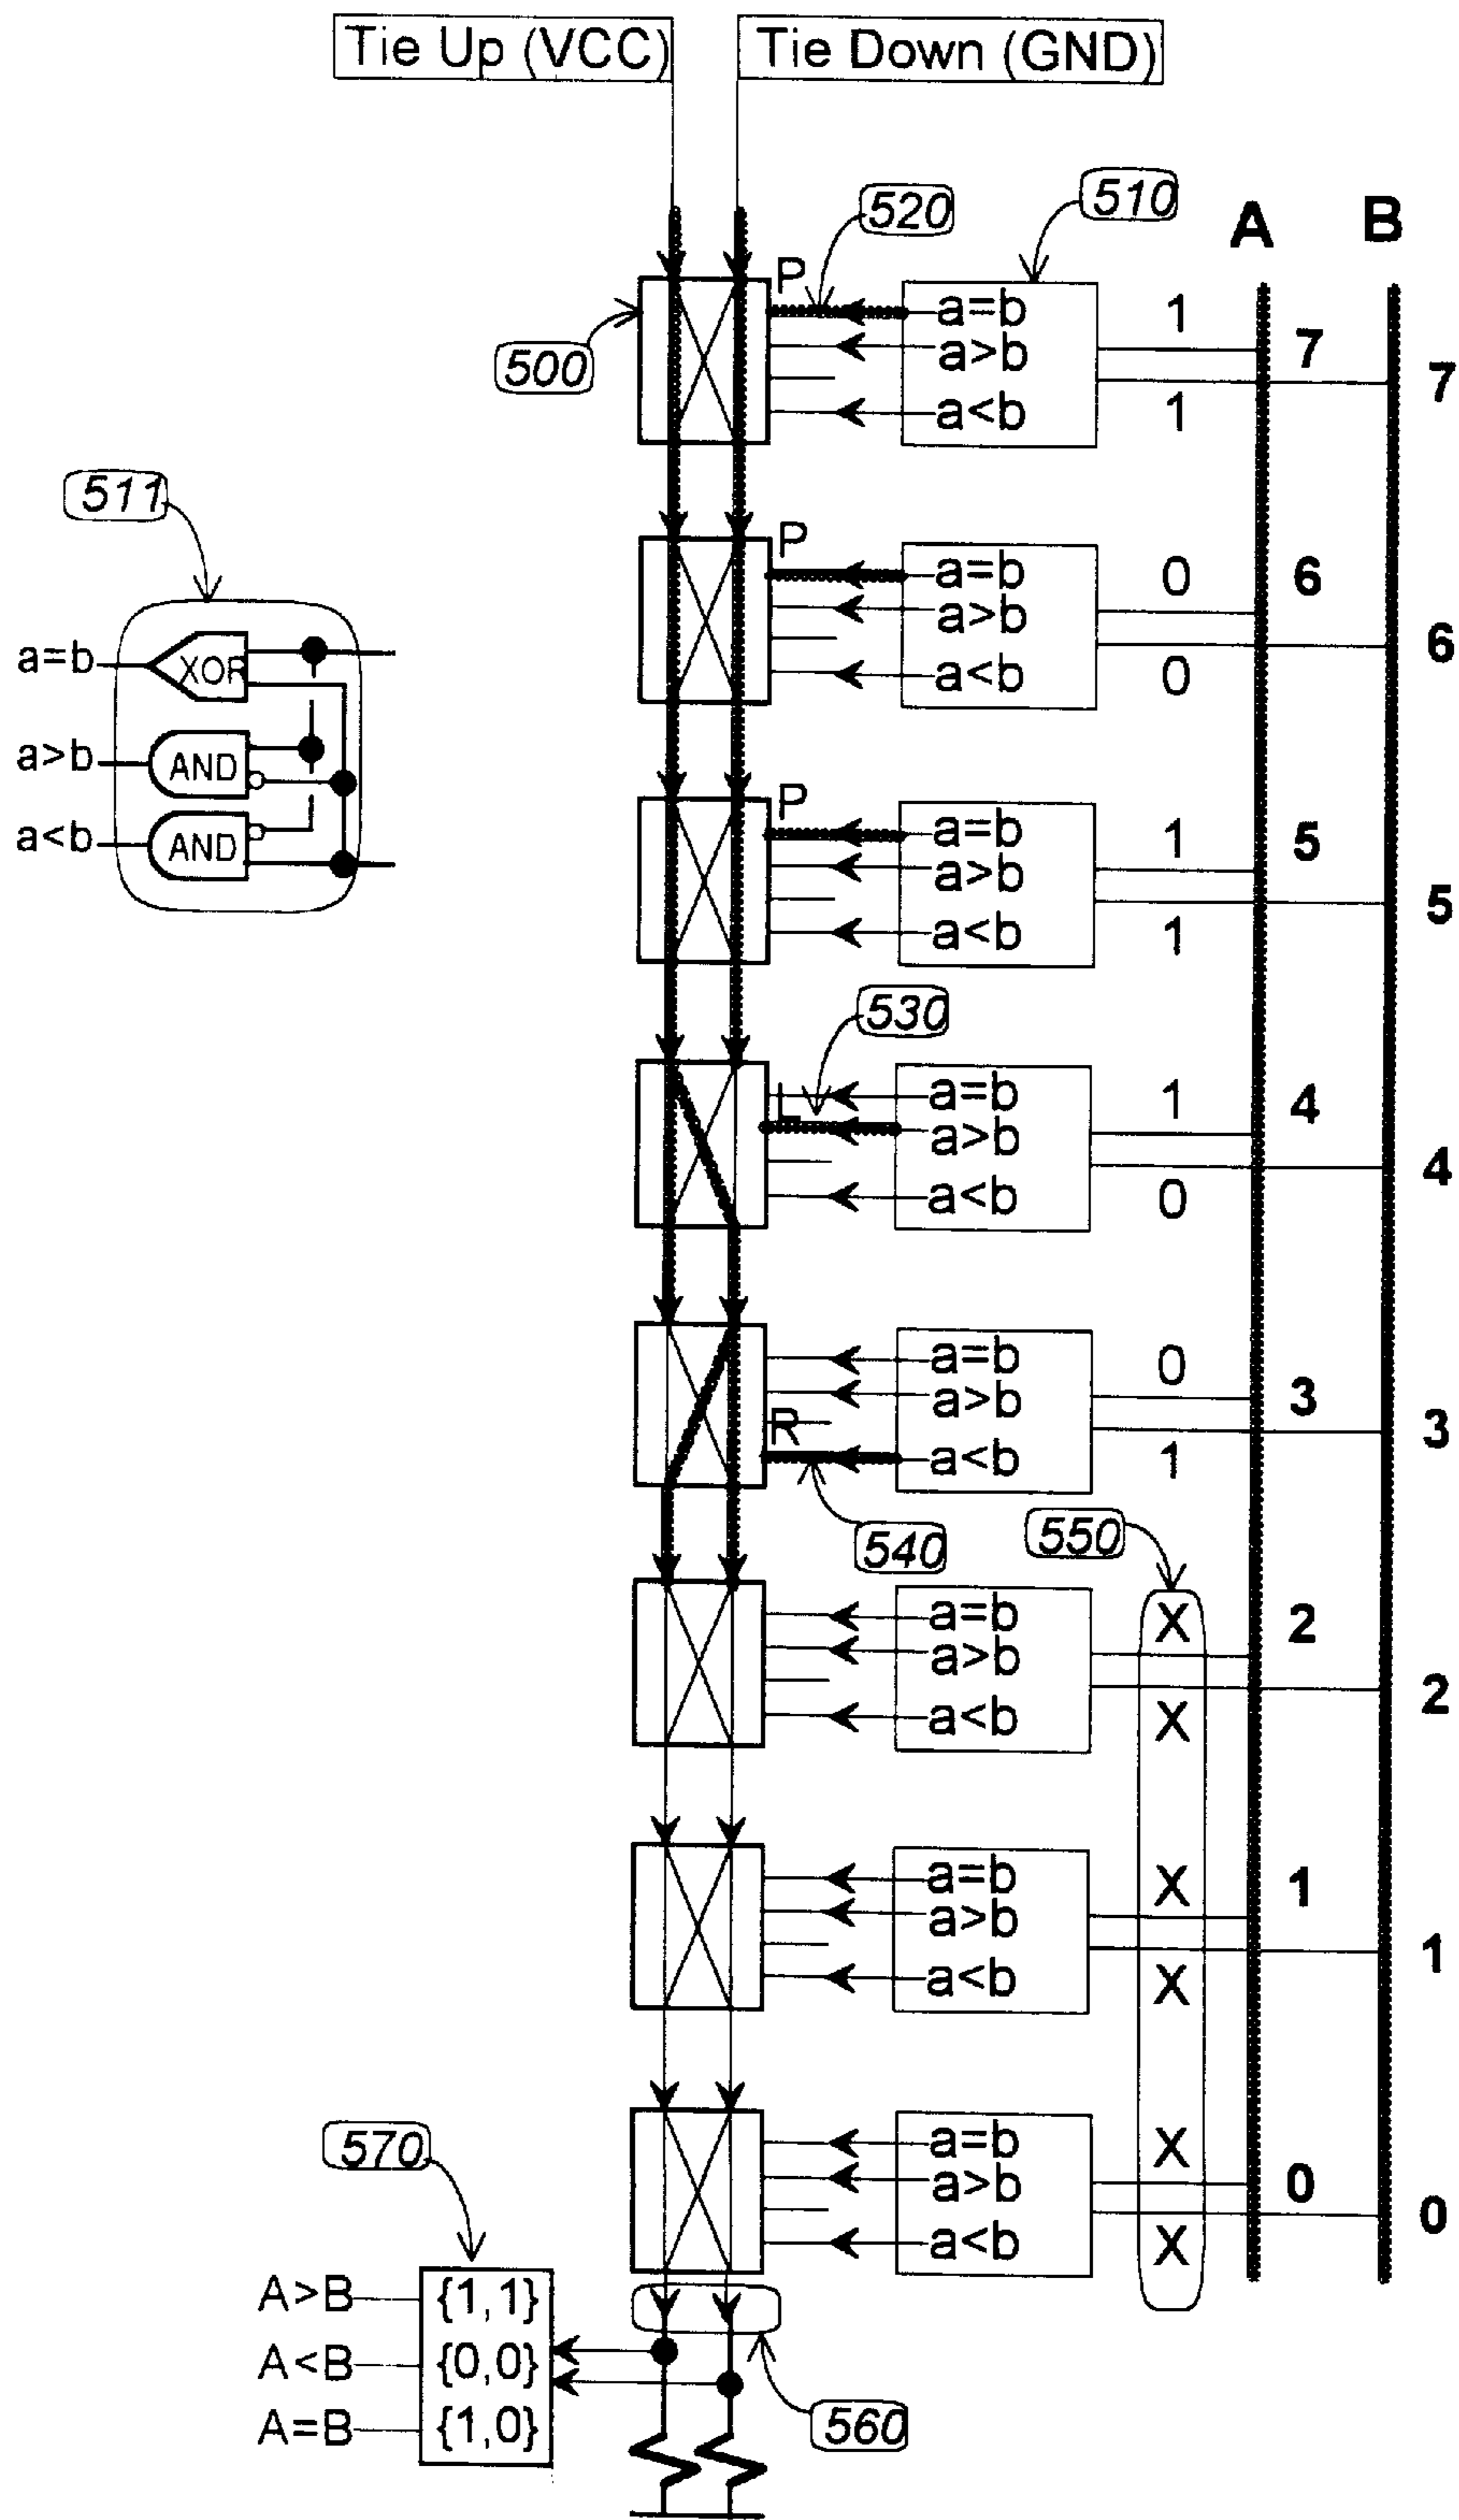 Tie Up (VCC) Tie Down (GND)
520 510 A B
P
500 a=b 1
a>b 7 7
a<b 1
511
P
a=b 0 6
a>b 6
a<b 0
a=b XOR
a>b AND
a<b AND
P
a=b 1 5
a>b 5
a<b 1
530
L a=b 1 4
a>b 4
a<b 0
a=b 0
a>b 3 3
R a<b 1
540 550
a=b X 2
a>b 2
a<b X
a=b X 1
a>b 1
a<b X
570
a=b X
a>b 0 0
a<b X
A>B {1,1}
A<B {0,0}
A=B {1,0}
560